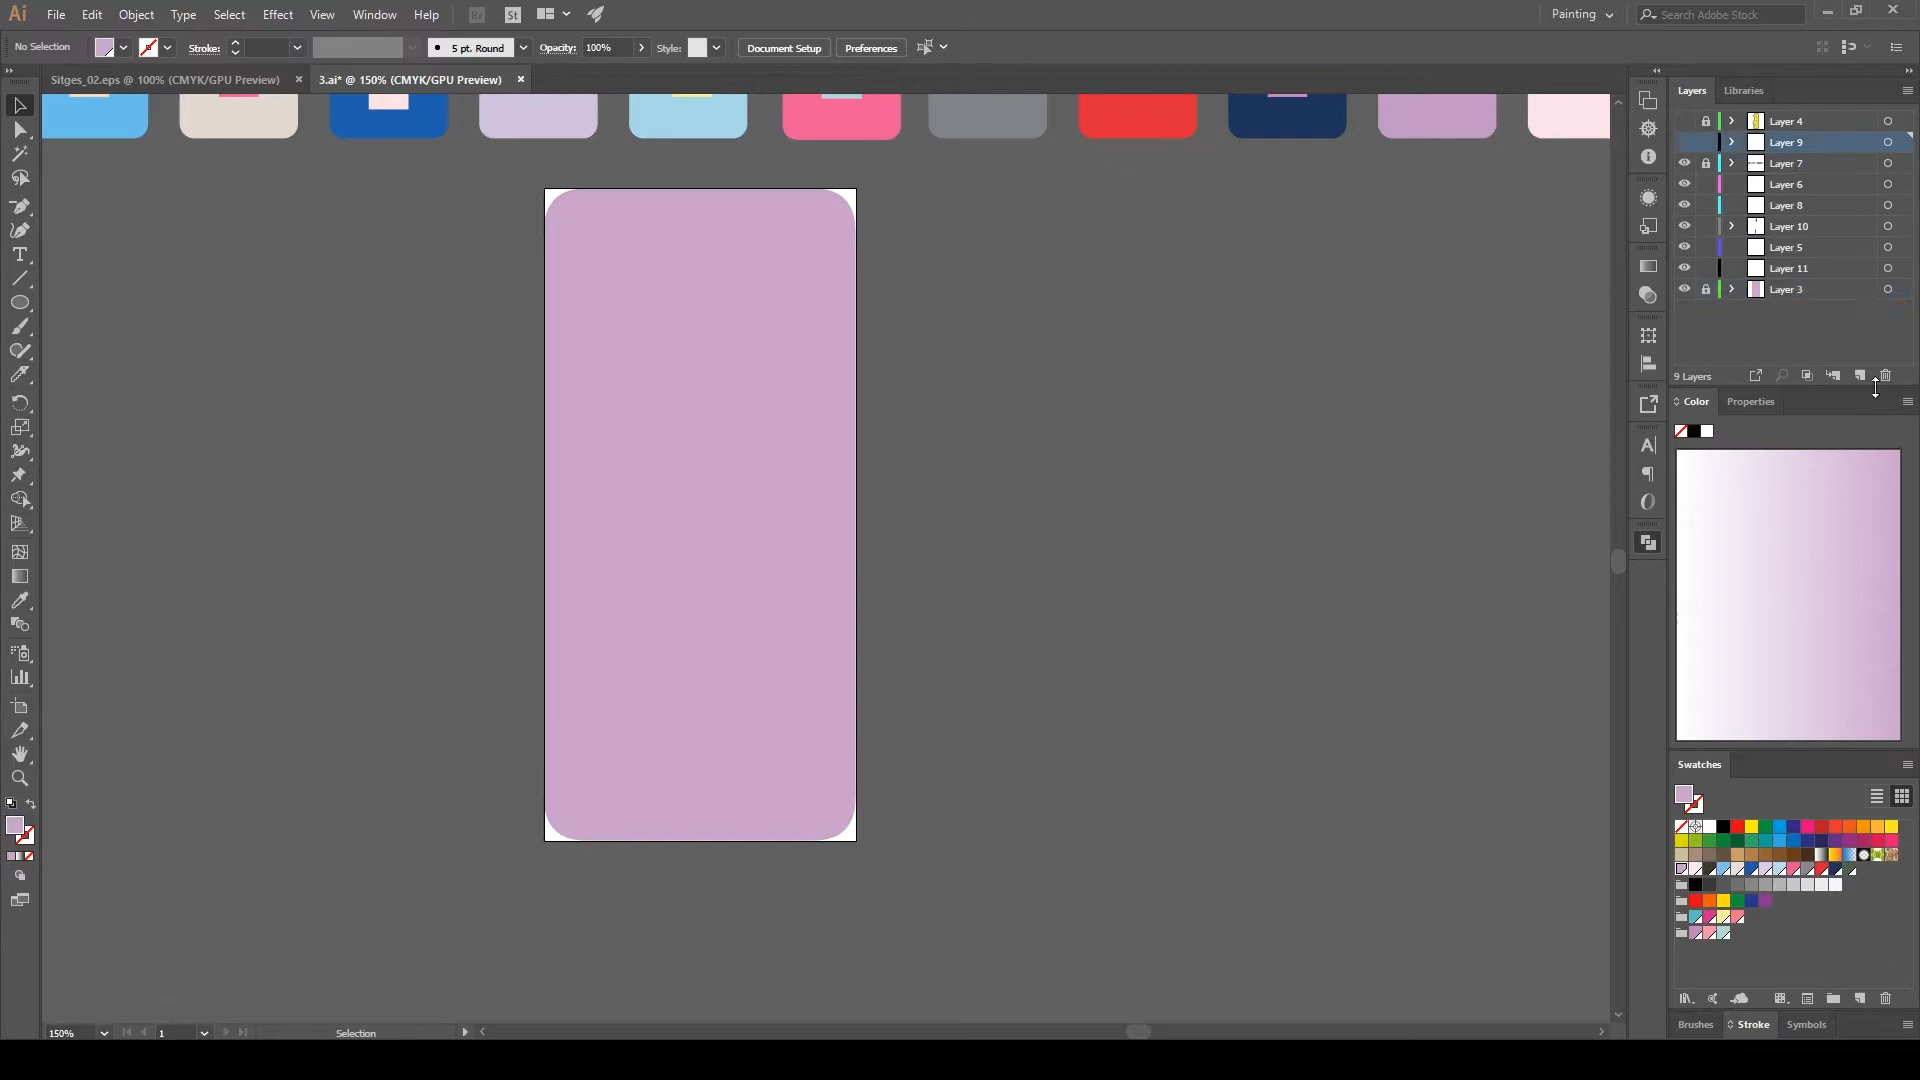 Ai File Edit Object Type Select Effect View Window Help Br St Painting Search Adobe Stock
No Selection Stroke: 5 pt. Round Opacity: 100% Style: Document Setup Preferences
Sitges_02.eps @ 100% (CMYK/GPU Preview) × 3.ai* @ 150% (CMYK/GPU Preview) ×
Layers Libraries
Layer 4
Layer 9
Layer 7
Layer 6
Layer 8
Layer 10
Layer 5
Layer 11
Layer 3
9 Layers
Color Properties
Swatches
Brushes Stroke Symbols
150% 1 Selection